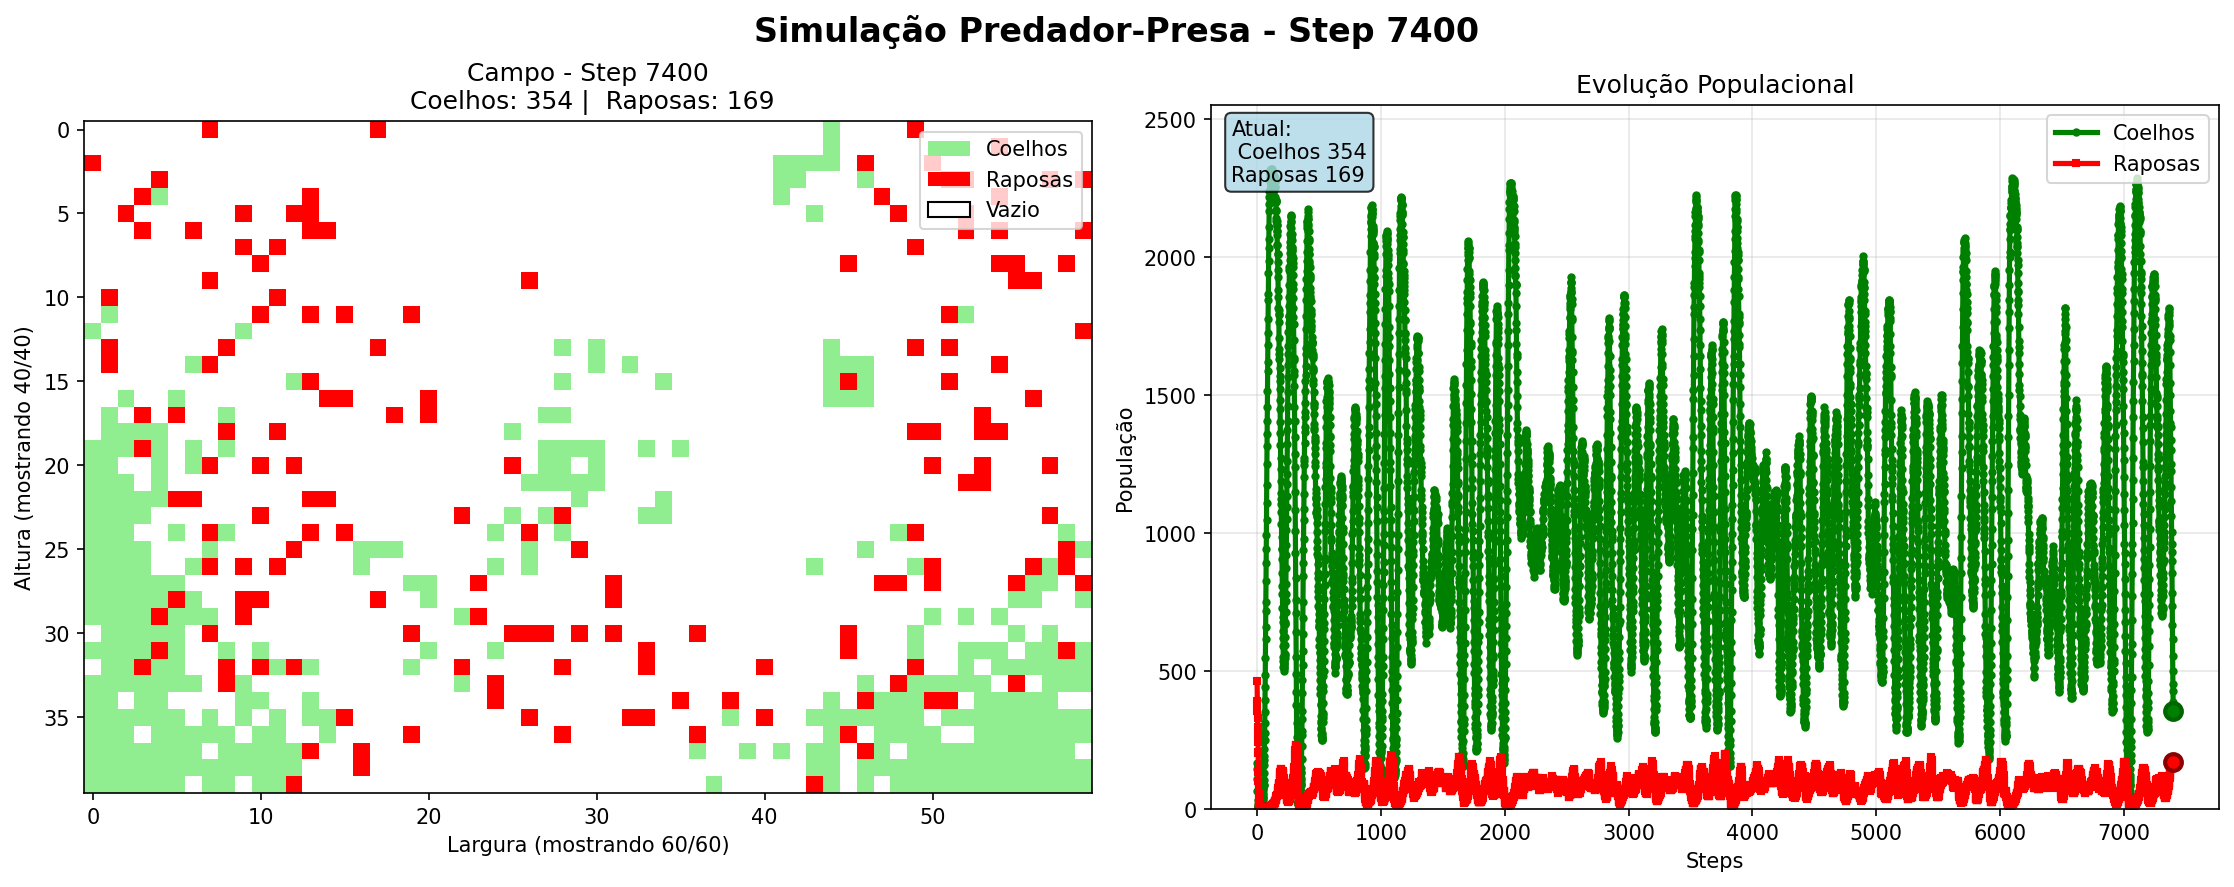 Simulação Predador-Presa - Step 7400
Campo - Step 7400
Coelhos: 354 |  Raposas: 169
Coelhos
Raposas
Vazio
0
5
10
15
20
25
30
35
Altura (mostrando 40/40)
0
10
20
30
40
50
Largura (mostrando 60/60)
Evolução Populacional
Atual:
Coelhos 354
Raposas 169
Coelhos
Raposas
2500
2000
1500
1000
500
0
População
0
1000
2000
3000
4000
5000
6000
7000
Steps